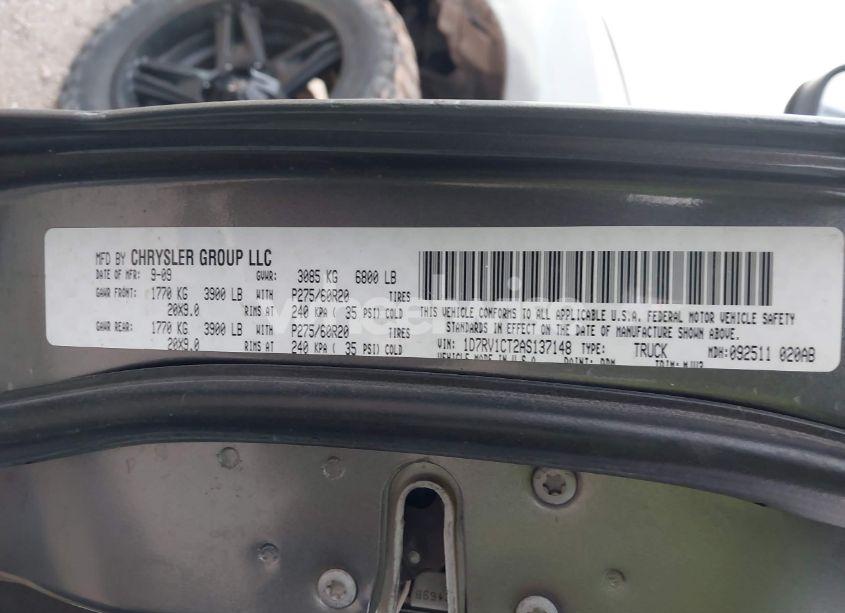 MFD BY CHRYSLER GROUP LLC
DATE OF MFR: 9-09 GVWR: 3085 KG 6800 LB
GAWR FRONT: 1770 KG 3900 LB WITH P275/60R20 TIRES
20X9.0 RIMS AT 240 KPA ( 35 PSI) COLD
GAWR REAR: 1770 KG 3900 LB WITH P275/60R20 TIRES
20X9.0 RIMS AT 240 KPA ( 35 PSI) COLD
THIS VEHICLE CONFORMS TO ALL APPLICABLE U.S.A. FEDERAL MOTOR VEHICLE SAFETY
STANDARDS IN EFFECT ON THE DATE OF MANUFACTURE SHOWN ABOVE.
VIN: 1D7RV1CT2AS137148 TYPE: TRUCK MDH: 092511 020AB
VEHICLE MADE IN U.S.A.